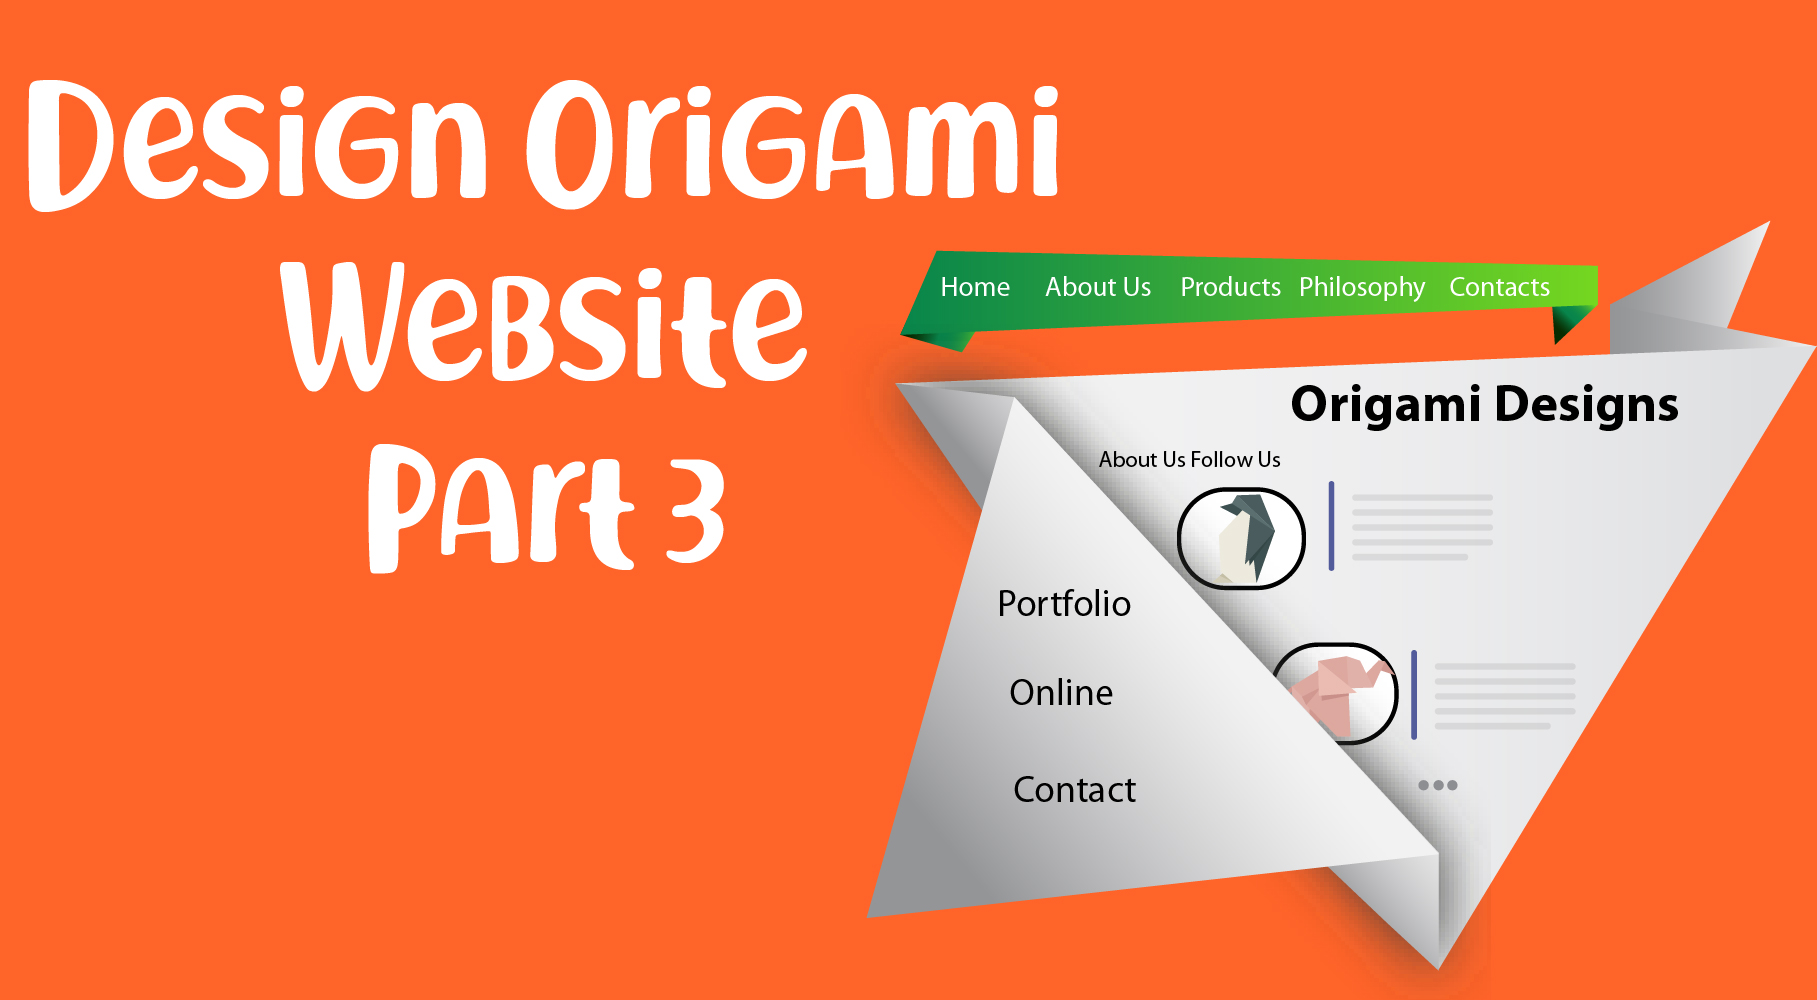 Design Origami
Website
Part 3
Home About Us Products Philosophy Contacts
Origami Designs
About Us Follow Us
Portfolio
Online
Contact